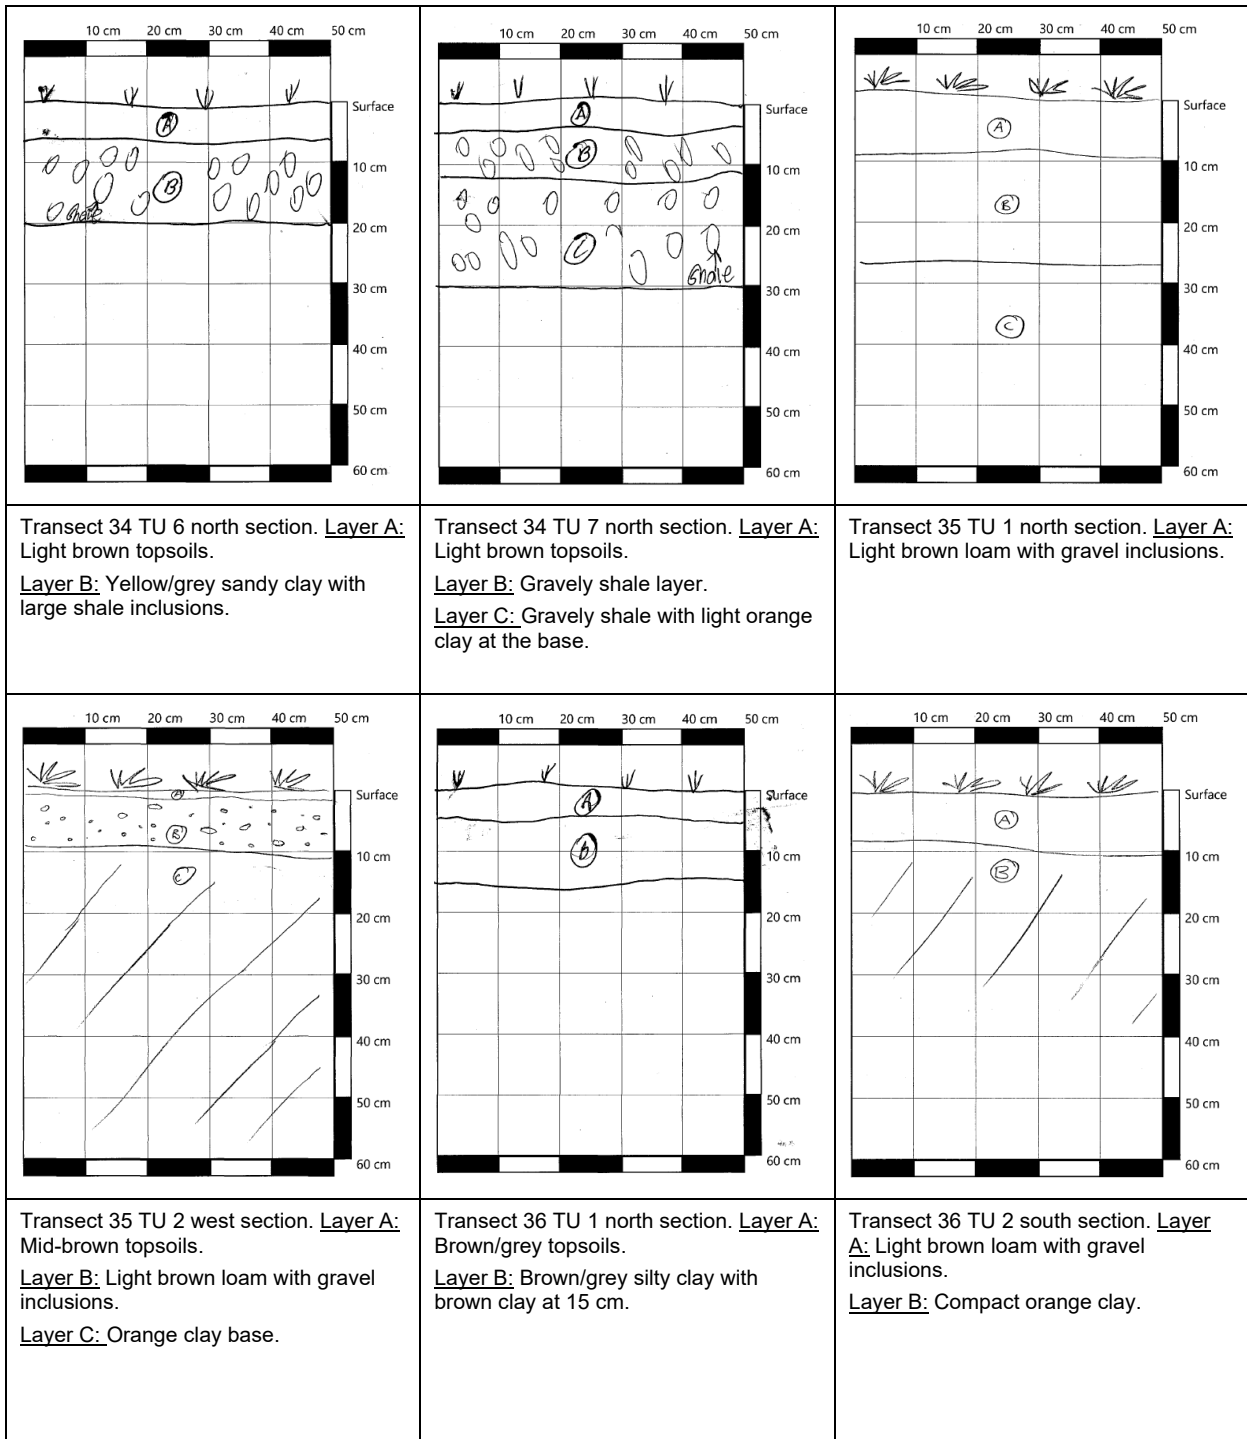 10 cm 20 cm 30 cm 40 cm 50 cm
Surface
A
10 cm
B
shale
20 cm
30 cm
40 cm
50 cm
60 cm
10 cm 20 cm 30 cm 40 cm 50 cm
Surface
A
B
10 cm
20 cm
C
Shale
30 cm
40 cm
50 cm
60 cm
10 cm 20 cm 30 cm 40 cm 50 cm
Surface
A
10 cm
B
20 cm
30 cm
C
40 cm
50 cm
60 cm
Transect 34 TU 6 north section. Layer A:
Light brown topsoils.
Layer B: Yellow/grey sandy clay with
large shale inclusions.
Transect 34 TU 7 north section. Layer A:
Light brown topsoils.
Layer B: Gravely shale layer.
Layer C: Gravely shale with light orange
clay at the base.
Transect 35 TU 1 north section. Layer A:
Light brown loam with gravel inclusions.
10 cm 20 cm 30 cm 40 cm 50 cm
Surface
A
B
10 cm
C
20 cm
30 cm
40 cm
50 cm
60 cm
10 cm 20 cm 30 cm 40 cm 50 cm
Surface
A
B
10 cm
20 cm
30 cm
40 cm
50 cm
60 cm
10 cm 20 cm 30 cm 40 cm 50 cm
Surface
A
10 cm
B
20 cm
30 cm
40 cm
50 cm
60 cm
Transect 35 TU 2 west section. Layer A:
Mid-brown topsoils.
Layer B: Light brown loam with gravel
inclusions.
Layer C: Orange clay base.
Transect 36 TU 1 north section. Layer A:
Brown/grey topsoils.
Layer B: Brown/grey silty clay with
brown clay at 15 cm.
Transect 36 TU 2 south section. Layer
A: Light brown loam with gravel
inclusions.
Layer B: Compact orange clay.